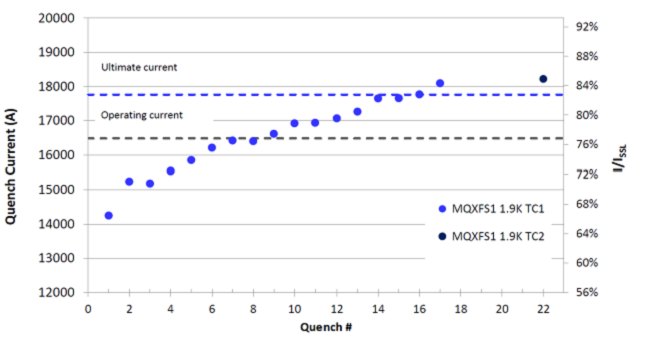 20000
19000
18000
17000
16000
15000
14000
13000
12000
Quench Current (A)
Ultimate current
Operating current
MQXFS1 1.9K TC1
MQXFS1 1.9K TC2
92%
88%
84%
80%
76%
72%
68%
64%
60%
56%
I/I_SSL
0 2 4 6 8 10 12 14 16 18 20 22
Quench #